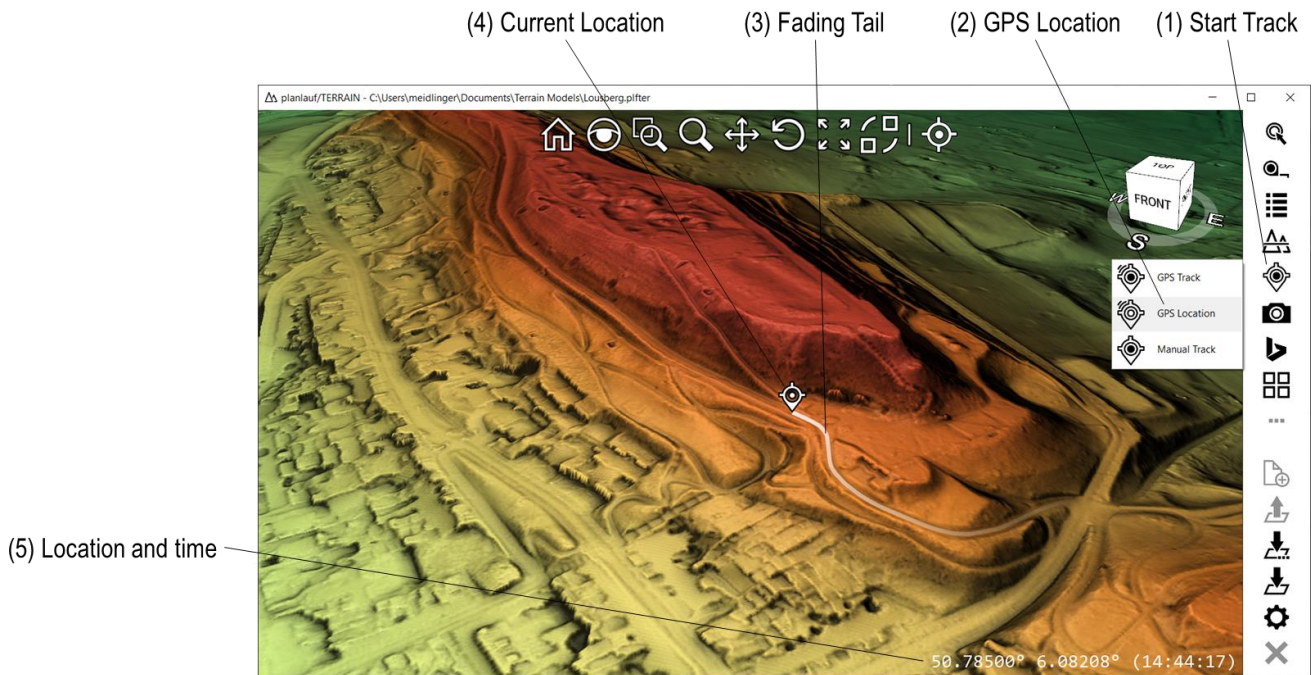 (4) Current Location
(3) Fading Tail
(2) GPS Location
(1) Start Track
planlauf/TERRAIN - C:\Users\meidlinger\Documents\Terrain Models\Lousberg.plfter
TOP
FRONT
W
E
S
GPS Track
GPS Location
Manual Track
(5) Location and time
50.78500° 6.08208° (14:44:17)